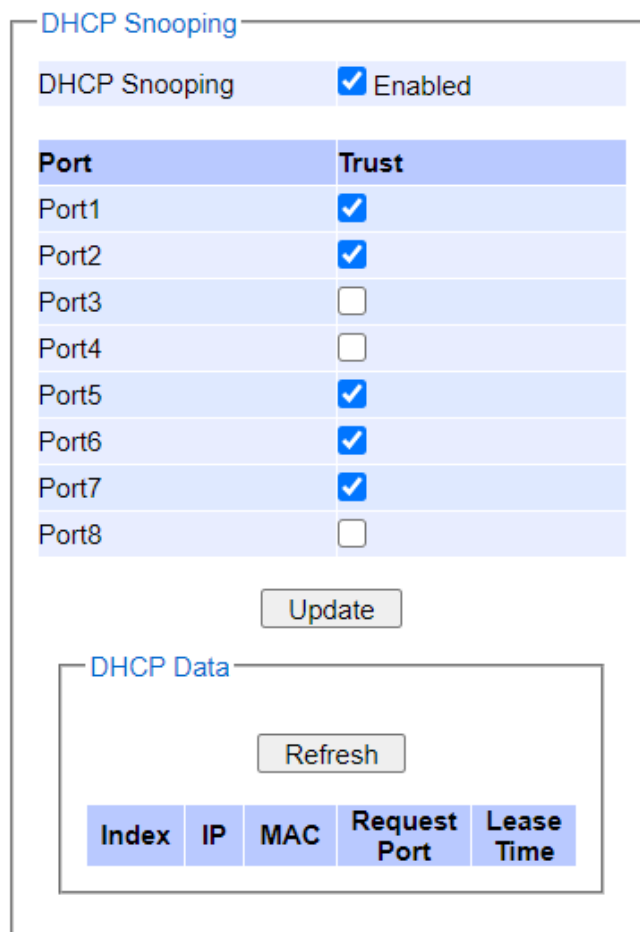 DHCP Snooping
DHCP Snooping Enabled
Port Trust
Port1
Port2
Port3
Port4
Port5
Port6
Port7
Port8
Update
DHCP Data
Refresh
Index IP MAC Request Port Lease Time